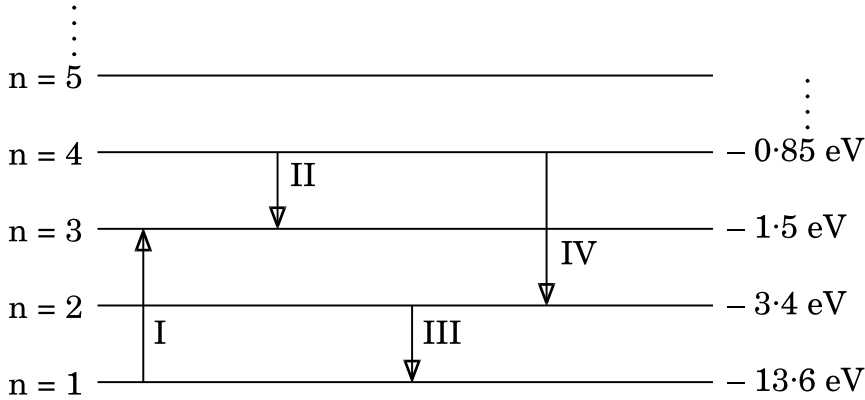 n = 5
n = 4
– 0·85 eV
II
n = 3
– 1·5 eV
IV
n = 2
– 3·4 eV
I
III
n = 1
– 13·6 eV